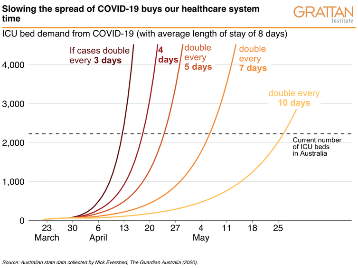 Slowing the spread of COVID-19 buys our healthcare system
time
GRATTAN
Institute
ICU bed demand from COVID-19 (with average length of stay of 8 days)
If cases double
every 3 days
4
days
double
every
5 days
double
every
7 days
double every
10 days
4,000
3,000
2,000
1,000
0
Current number
of ICU beds
in Australia
23 30 6 13 20 27 4 11 18 25
March April May
Source: Australian state data collected by Nick Evershed, The Guardian Australia (2020).